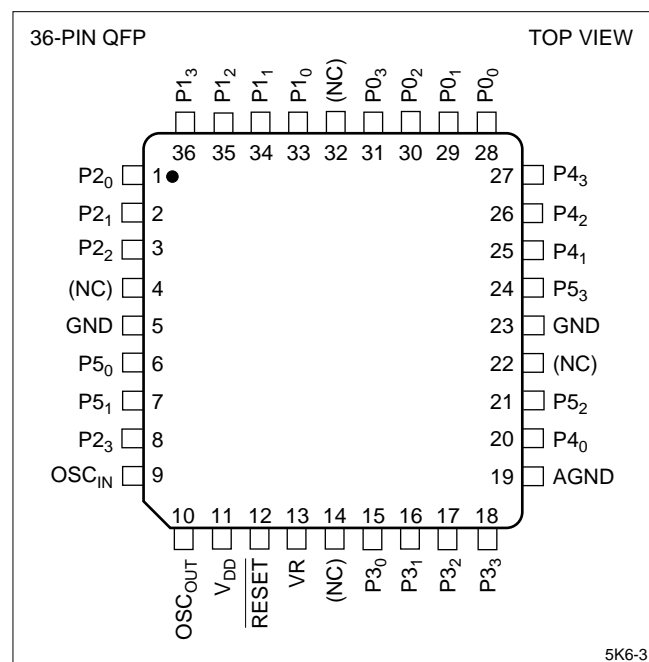 36-PIN QFP TOP VIEW
P1₃ P1₂ P1₁ P1₀ (NC) P0₃ P0₂ P0₁ P0₀
36 35 34 33 32 31 30 29 28
P2₀ 1 27 P4₃
P2₁ 2 26 P4₂
P2₂ 3 25 P4₁
(NC) 4 24 P5₃
GND 5 23 GND
P5₀ 6 22 (NC)
P5₁ 7 21 P5₂
P2₃ 8 20 P4₀
OSC_IN 9 19 AGND
10 11 12 13 14 15 16 17 18
OSC_OUT V_DD RESET VR (NC) P3₀ P3₁ P3₂ P3₃
5K6-3